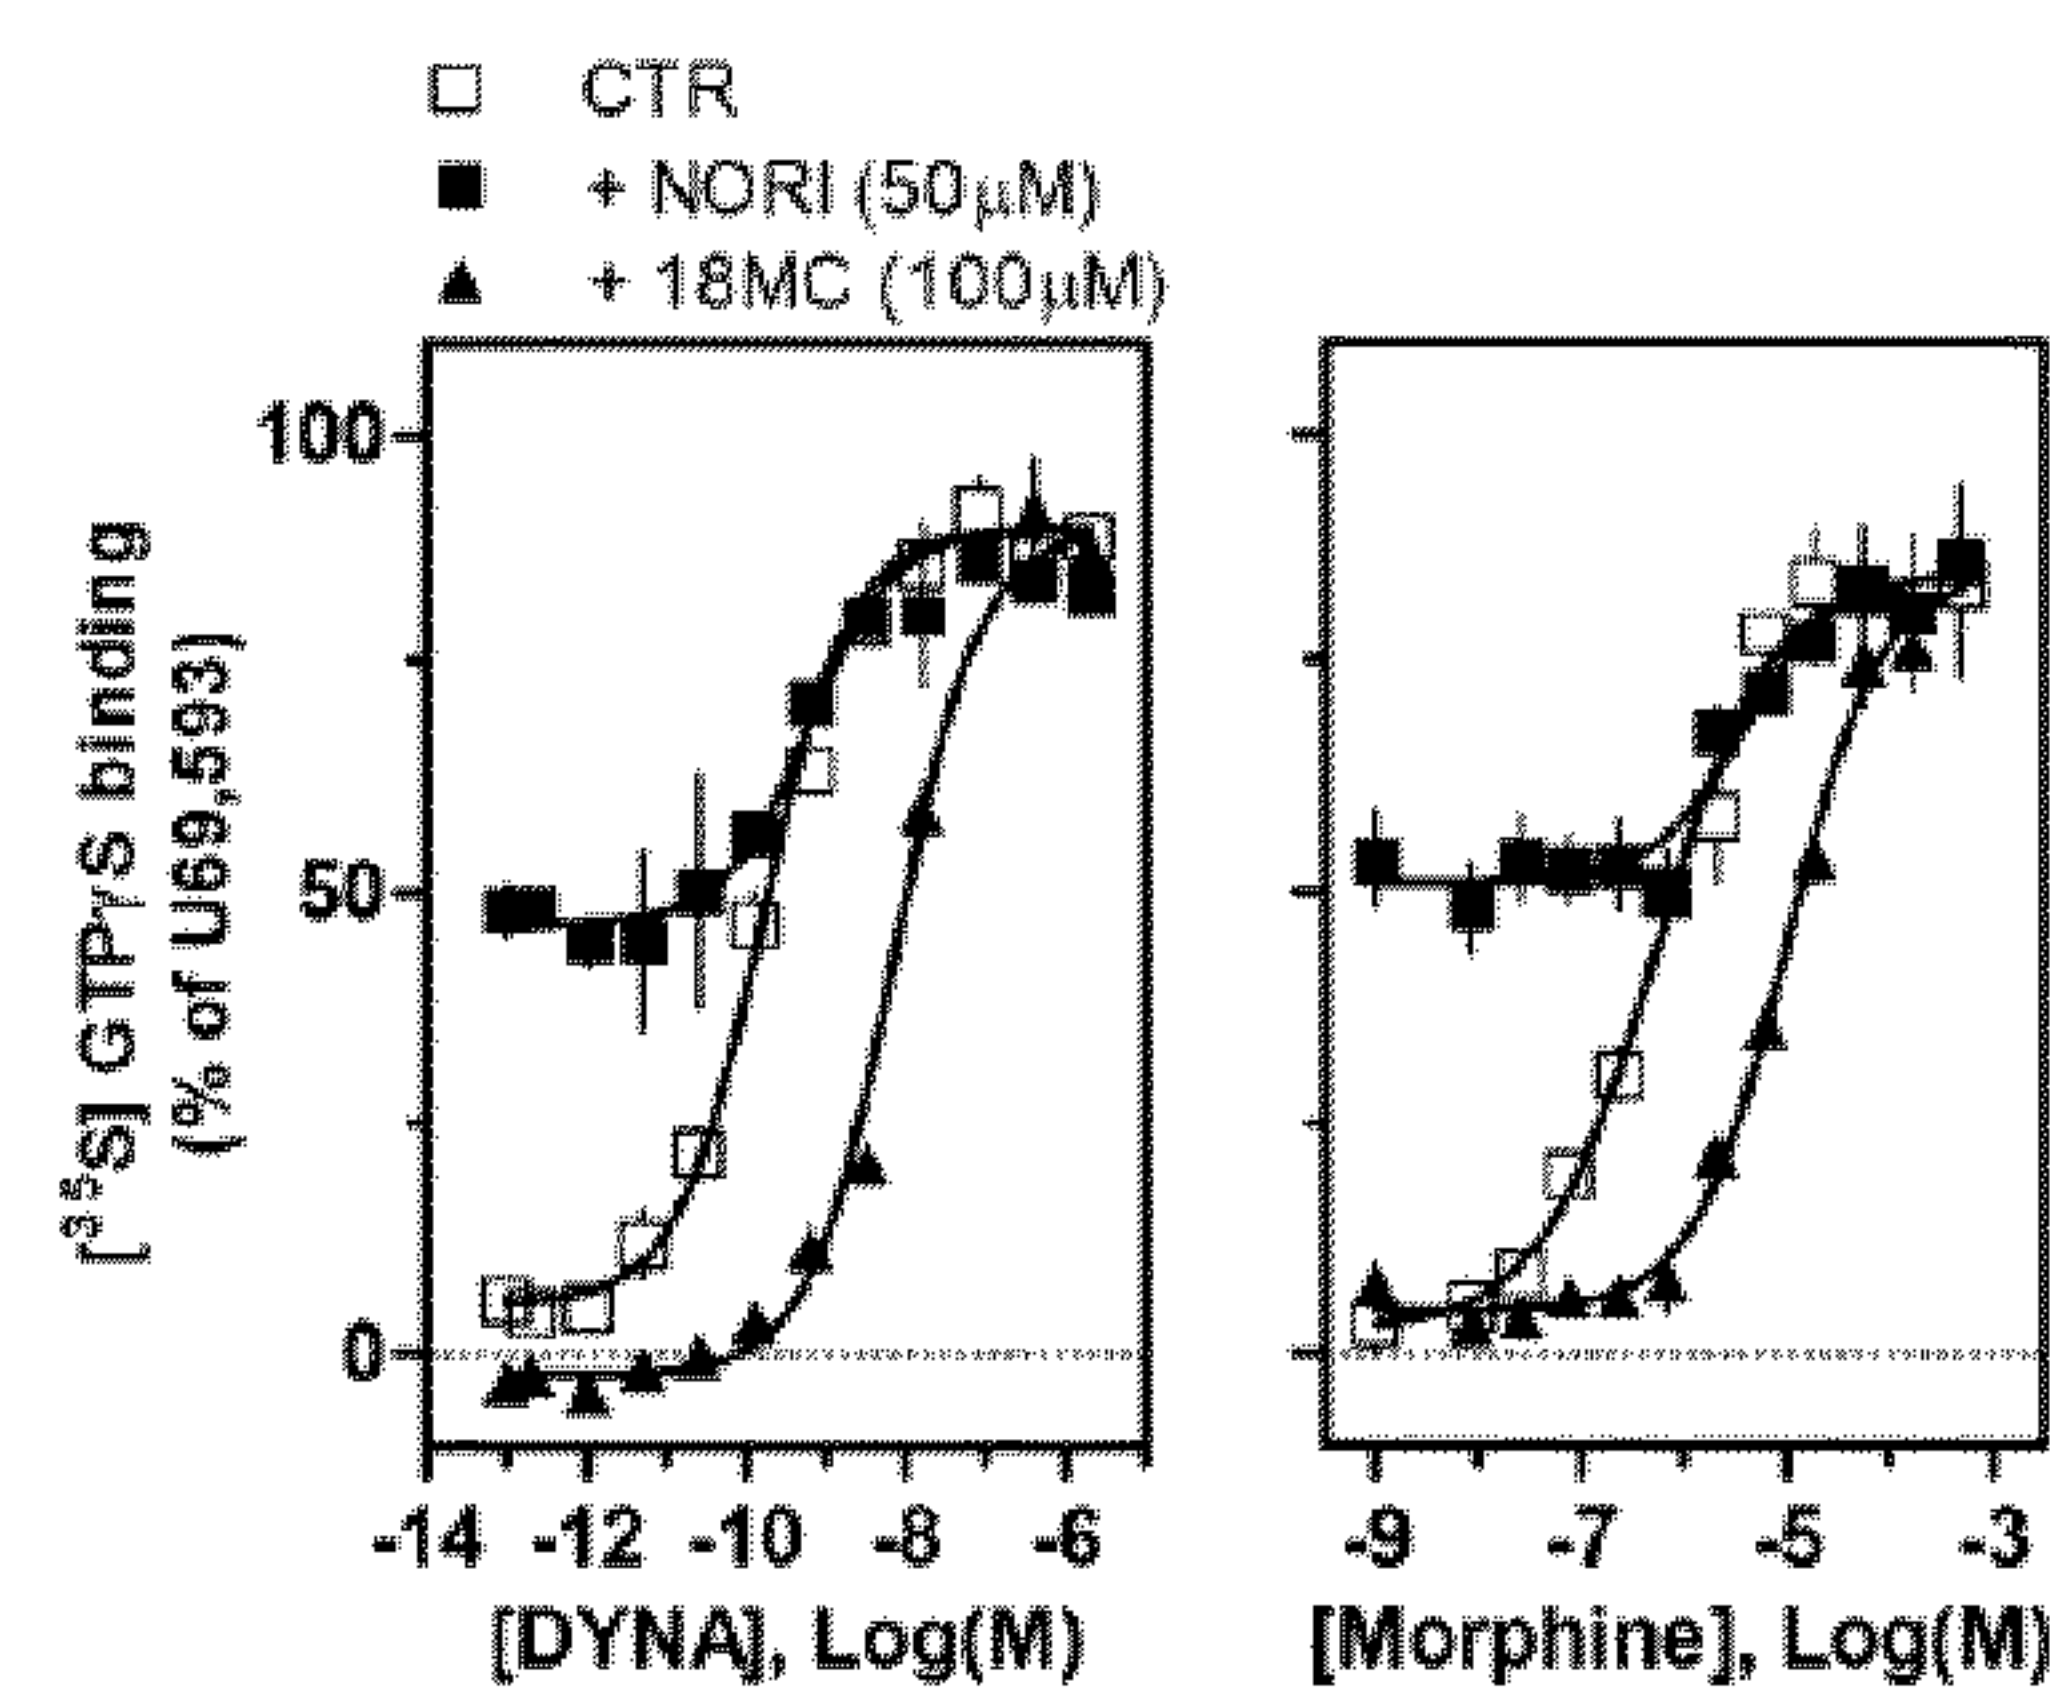 CTR
+ NORI (50μM)
+ 18MC (100μM)
[³⁵S] GTPγS binding
(% of U69,593)
100
50
0
-14 -12 -10 -8 -6
[DYNA], Log(M)
-9 -7 -5 -3
[Morphine], Log(M)